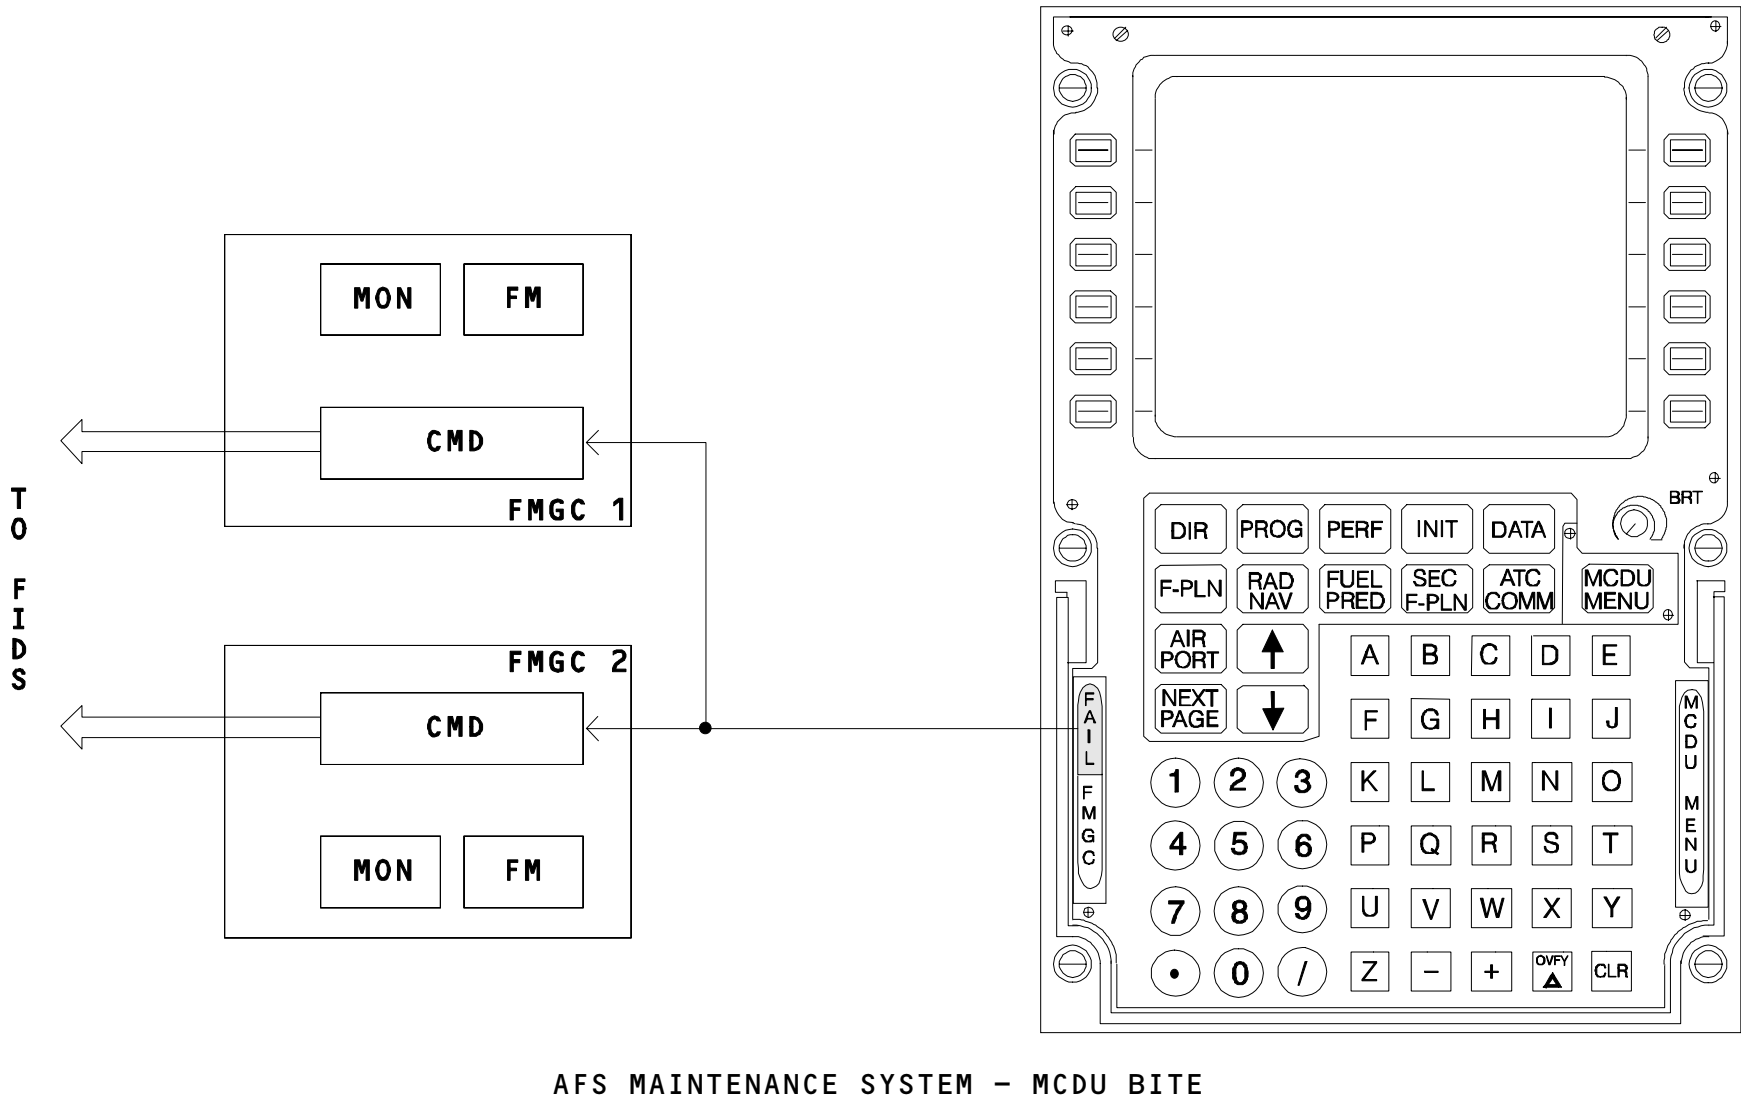 TO FIDS
MON FM
CMD
FMGC 1
FMGC 2
CMD
MON FM
BRT
DIR PROG PERF INIT DATA
F-PLN RAD NAV FUEL PRED SEC F-PLN ATC COMM MCDU MENU
AIR PORT
NEXT PAGE
FAIL FMGC
MCDU MENU
A B C D E
F G H I J
1 2 3 K L M N O
4 5 6 P Q R S T
7 8 9 U V W X Y
• 0 / Z – + OVFY Δ CLR
AFS MAINTENANCE SYSTEM – MCDU BITE